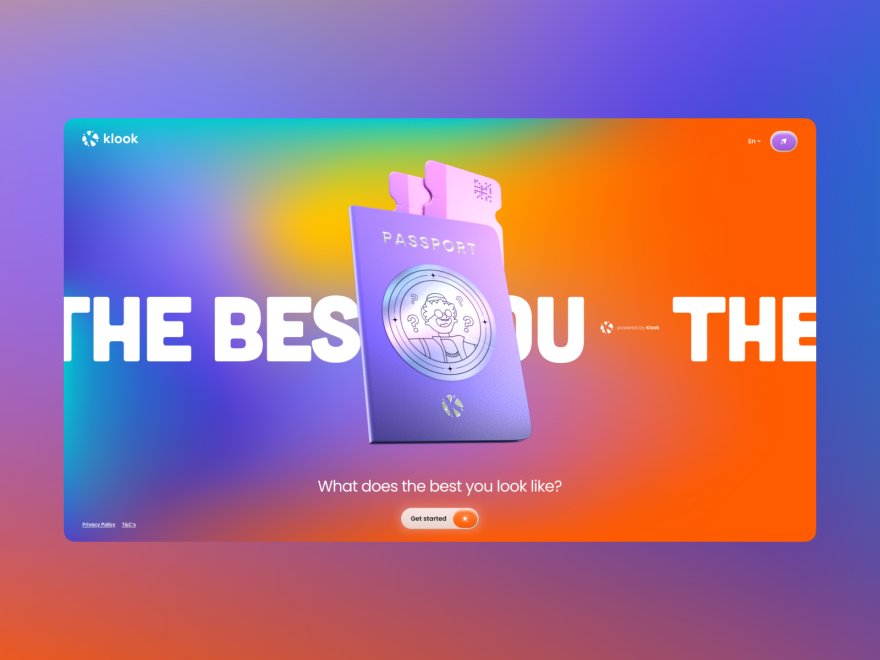 klook
En
PASSPORT
THE BES
OU
powered by Klook
THE
What does the best you look like?
Get started
Privacy Policy T&C's